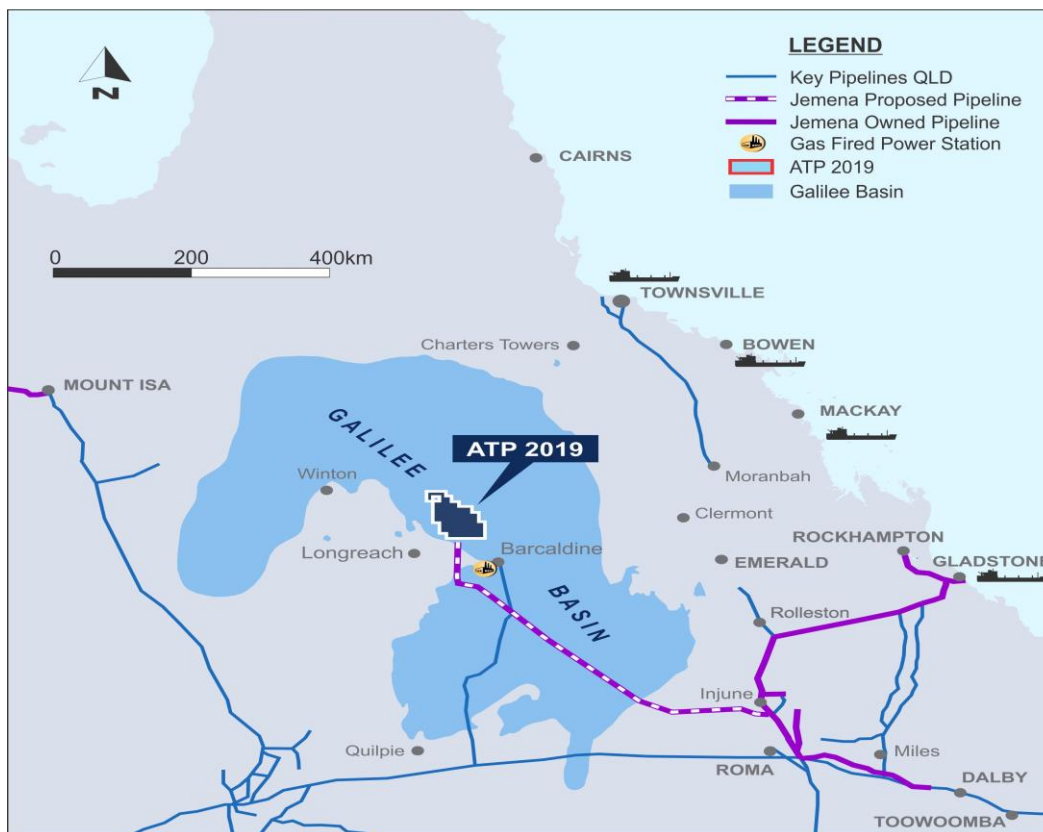 LEGEND
Key Pipelines QLD
Jemena Proposed Pipeline
Jemena Owned Pipeline
Gas Fired Power Station
ATP 2019
Galilee Basin
N
CAIRNS
0 200 400km
TOWNSVILLE
Charters Towers
BOWEN
MOUNT ISA
MACKAY
GALILEE
ATP 2019
Winton
Moranbah
Clermont
Longreach
Barcaldine
EMERALD
ROCKHAMPTON
GLADSTONE
BASIN
Rolleston
Injune
Quilpie
ROMA
Miles
DALBY
TOOWOOMBA